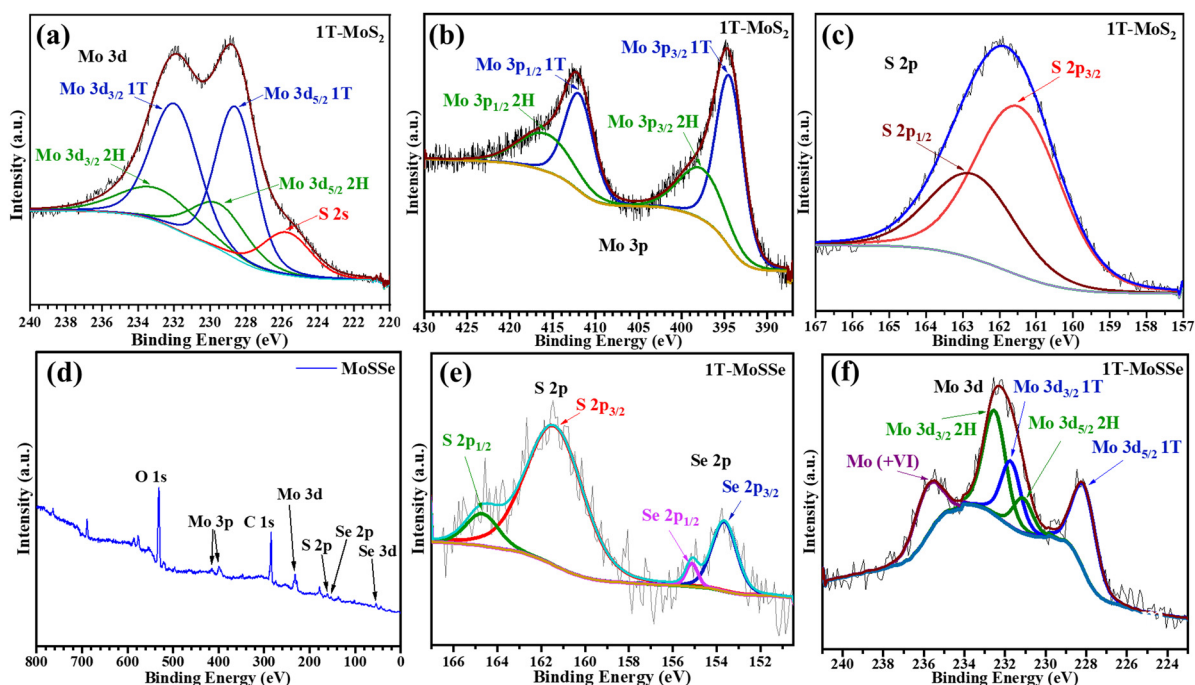 (a)
1T-MoS₂
Mo 3d
Mo 3d₃/₂ 1T
Mo 3d₅/₂ 1T
Mo 3d₃/₂ 2H
Mo 3d₅/₂ 2H
S 2s
Intensity (a.u.)
240 238 236 234 232 230 228 226 224 222 220
Binding Energy (eV)
(b)
1T-MoS₂
Mo 3p₃/₂ 1T
Mo 3p₁/₂ 1T
Mo 3p₁/₂ 2H
Mo 3p₃/₂ 2H
Mo 3p
Intensity (a.u.)
430 425 420 415 410 405 400 395 390
Binding Energy (eV)
(c)
1T-MoS₂
S 2p
S 2p₃/₂
S 2p₁/₂
Intensity (a.u.)
167 166 165 164 163 162 161 160 159 158 157
Binding Energy (eV)
(d)
MoSSe
O 1s
Mo 3p
C 1s
Mo 3d
S 2p
Se 2p
Se 3d
Intensity (a.u.)
800 700 600 500 400 300 200 100 0
Binding Energy (eV)
(e)
1T-MoSSe
S 2p
S 2p₃/₂
S 2p₁/₂
Se 2p
Se 2p₃/₂
Se 2p₁/₂
Intensity (a.u.)
166 164 162 160 158 156 154 152
Binding Energy (eV)
(f)
1T-MoSSe
Mo 3d
Mo 3d₃/₂ 1T
Mo 3d₃/₂ 2H
Mo 3d₅/₂ 2H
Mo 3d₅/₂ 1T
Mo (+VI)
Intensity (a.u.)
240 238 236 234 232 230 228 226 224
Binding Energy (eV)